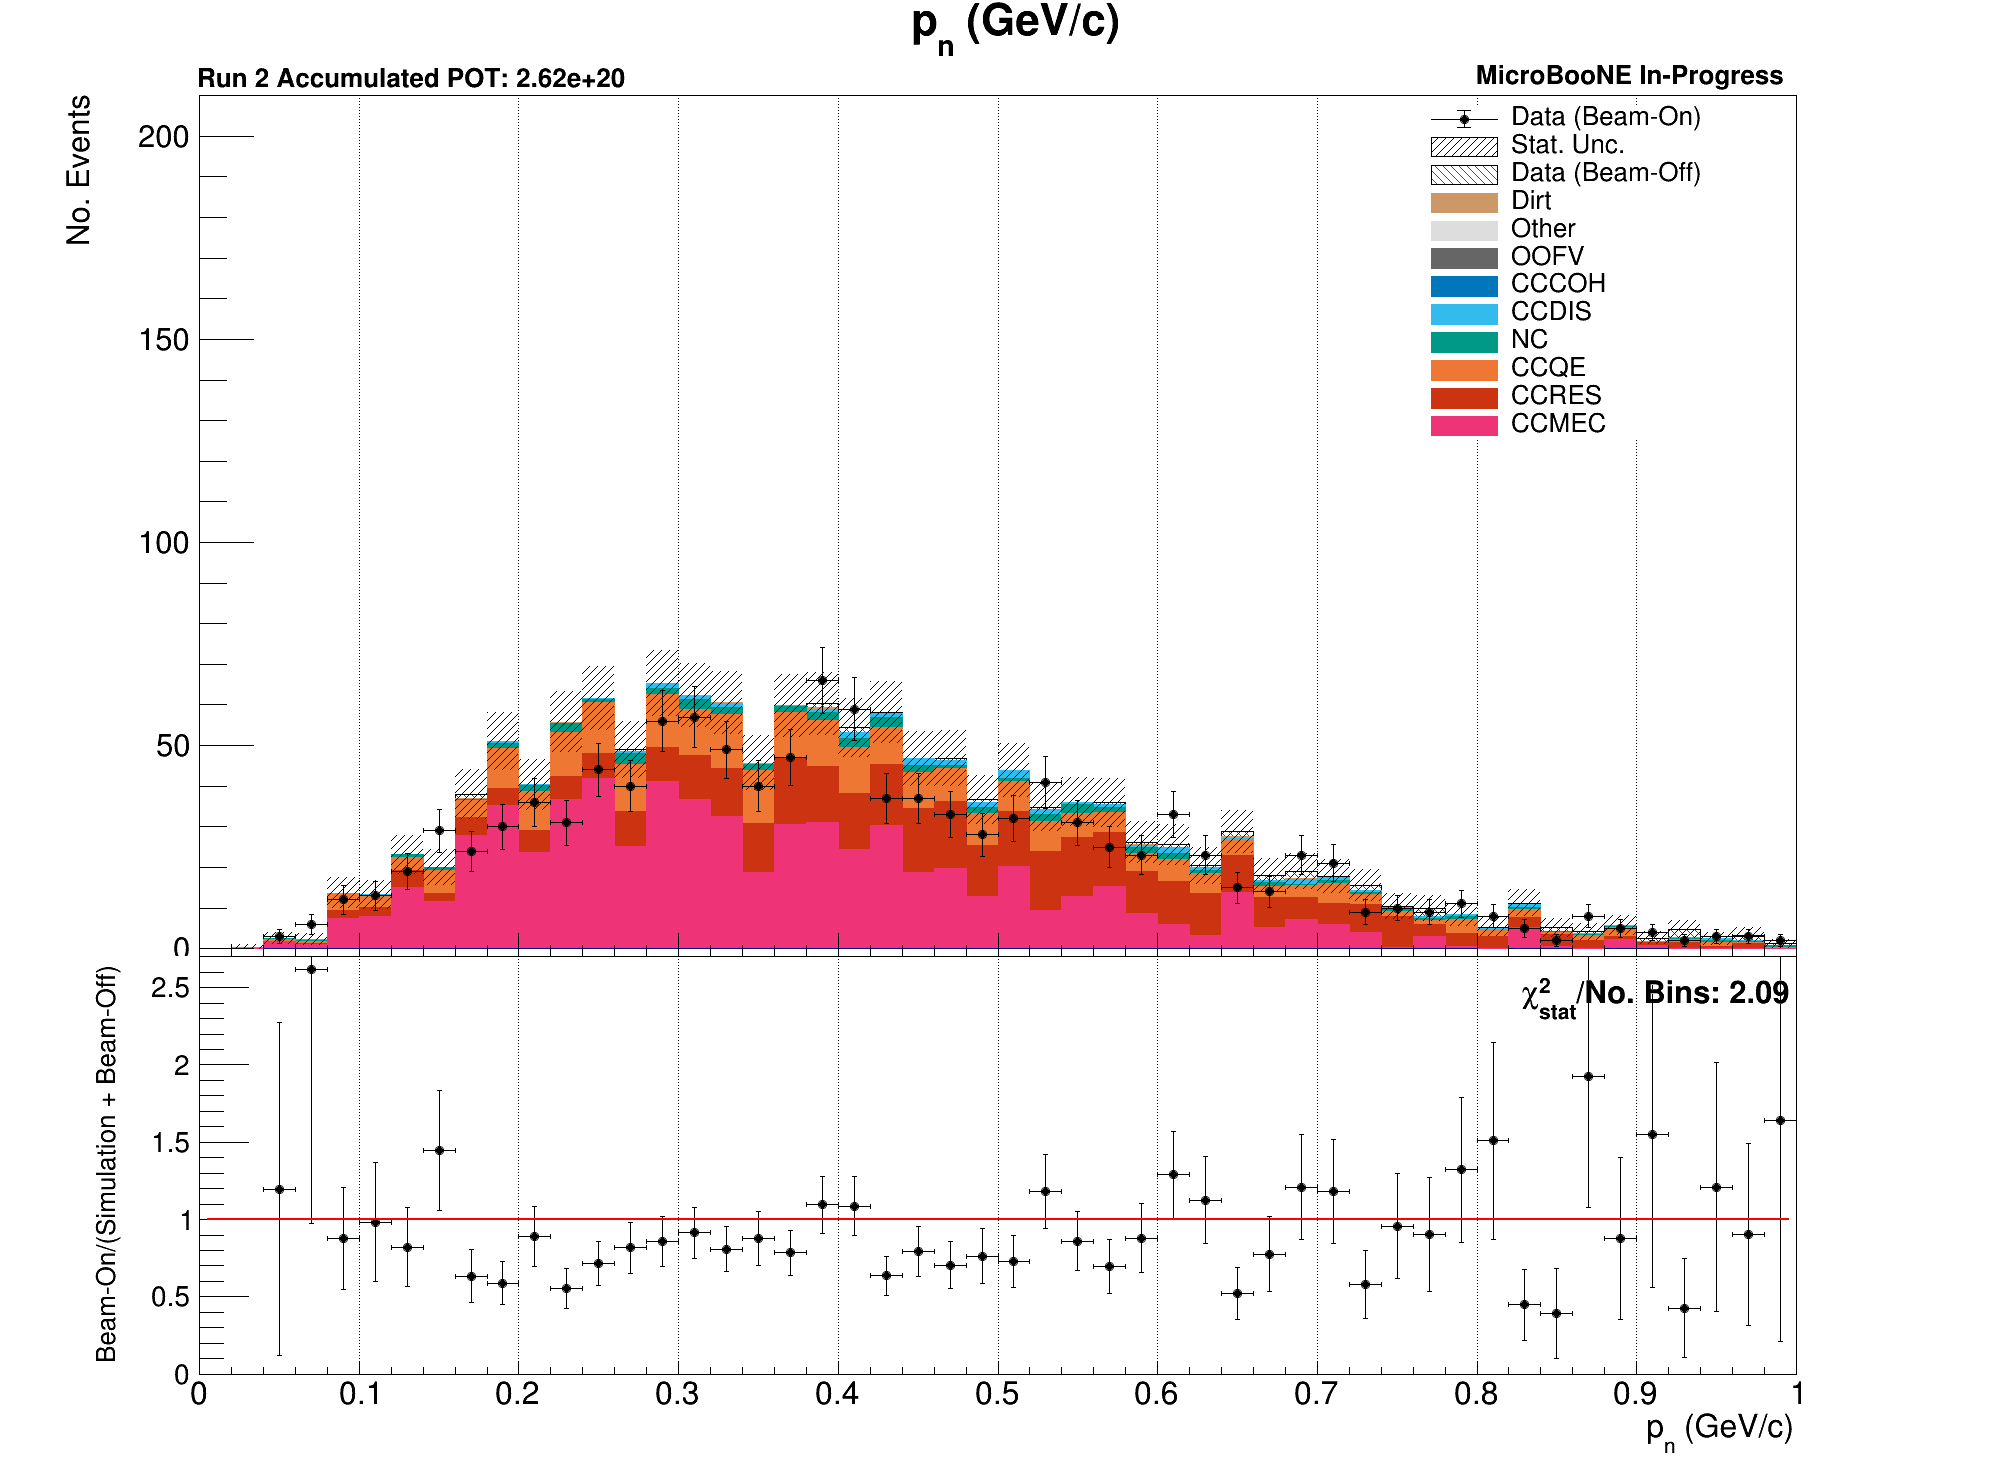 pn (GeV/c)
Run 2 Accumulated POT: 2.62e+20
MicroBooNE In-Progress
No. Events
200
150
100
50
0
Data (Beam-On)
Stat. Unc.
Data (Beam-Off)
Dirt
Other
OOFV
CCCOH
CCDIS
NC
CCQE
CCRES
CCMEC
Beam-On/(Simulation + Beam-Off)
2.5
2
1.5
1
0.5
0
χ²stat/No. Bins: 2.09
0 0.1 0.2 0.3 0.4 0.5 0.6 0.7 0.8 0.9 1
pn (GeV/c)